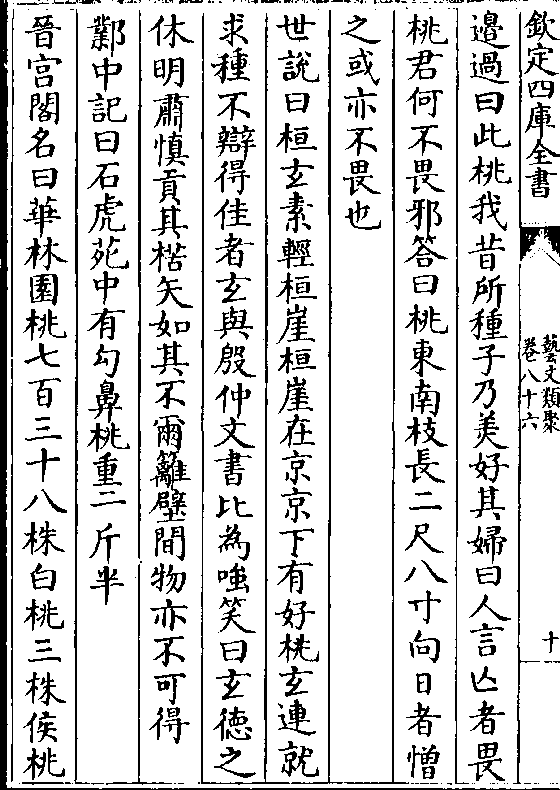 欽定四庫全書
藝文類聚
卷八十六
十
邉過曰此桃我昔所種子乃美好其婦曰人言亡者畏
桃君何不畏邪答曰桃東南枝長二尺八寸向日者憎
之或亦不畏也
世說曰桓玄素輕桓崖桓崖在京京下有好桃玄連就
求種不辯得佳者玄與殷仲文書比為嗤笑曰玄德之
休明肅慎貢其楛矢如其不爾籬壁間物亦不可得
鄴中記曰石虎苑中有勾鼻桃重二斤半
晉宮閣名曰華林園桃七百三十八株白桃三株侯桃